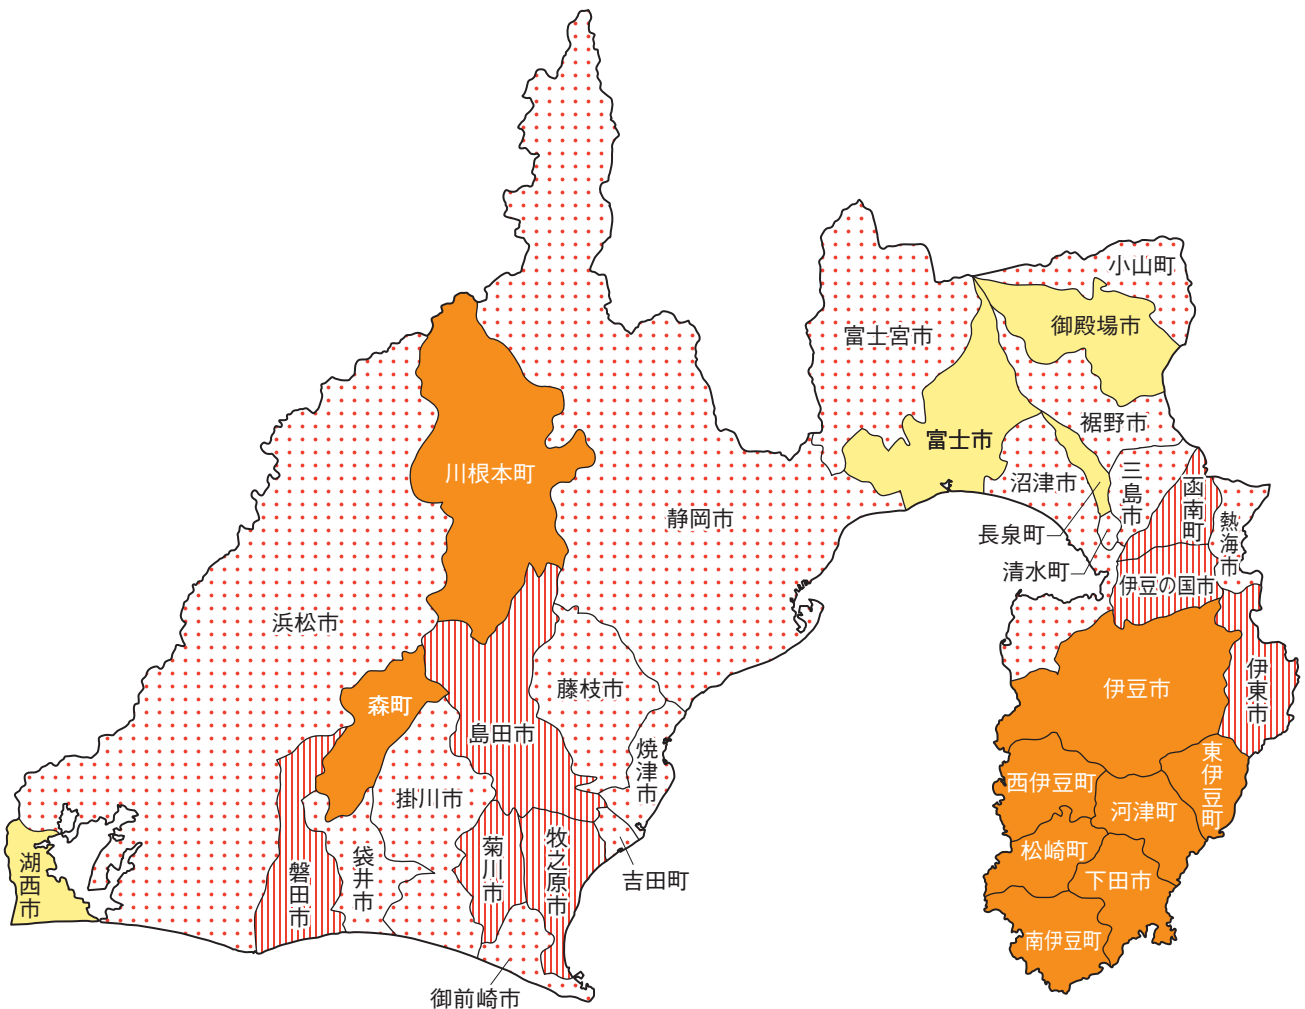 小山町
御殿場市
富士宮市
裾野市
富士市
川根本町
沼津市
三島市
函南町
熱海市
静岡市
長泉町
清水町
伊豆の国市
浜松市
伊東市
藤枝市
伊豆市
森町
島田市
焼津市
東伊豆町
西伊豆町
掛川市
河津町
牧之原市
菊川市
松崎町
湖西市
袋井市
磐田市
吉田町
下田市
南伊豆町
御前崎市